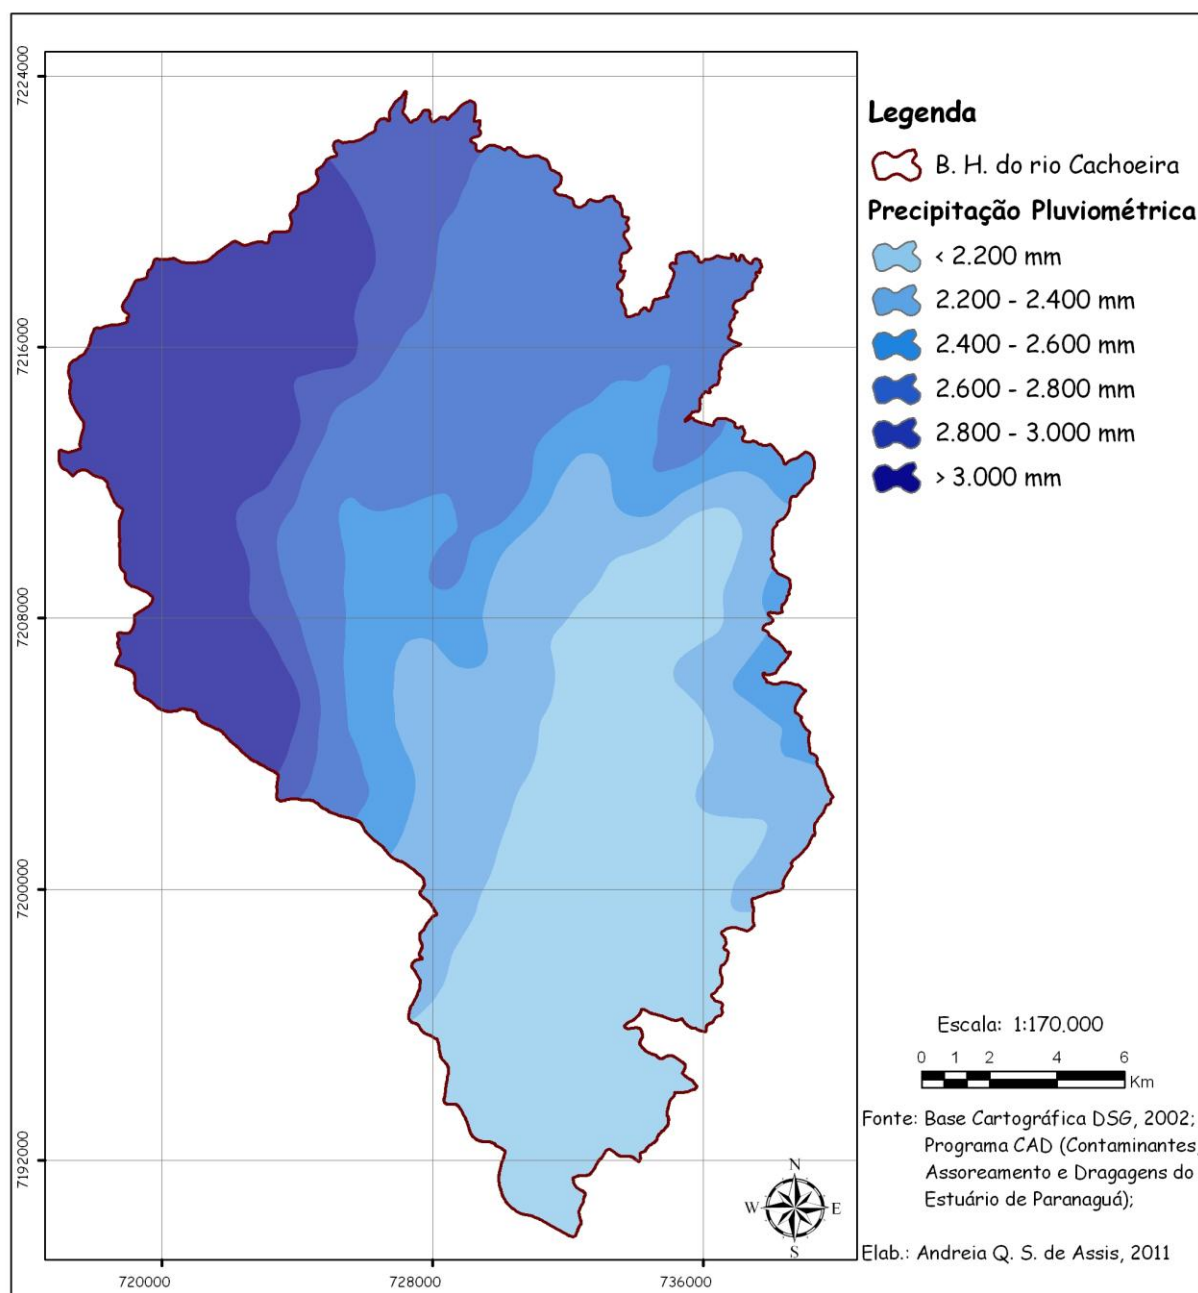 7224000
7216000
7208000
7200000
7192000
720000
728000
736000
Legenda
B. H. do rio Cachoeira
Precipitação Pluviométrica
< 2.200 mm
2.200 - 2.400 mm
2.400 - 2.600 mm
2.600 - 2.800 mm
2.800 - 3.000 mm
> 3.000 mm
Escala: 1:170.000
0 1 2 4 6
Km
Fonte: Base Cartográfica DSG, 2002;
Programa CAD (Contaminantes,
Assoreamento e Dragagens do
Estuário de Paranaguá);
Elab.: Andreia Q. S. de Assis, 2011
N
W E
S